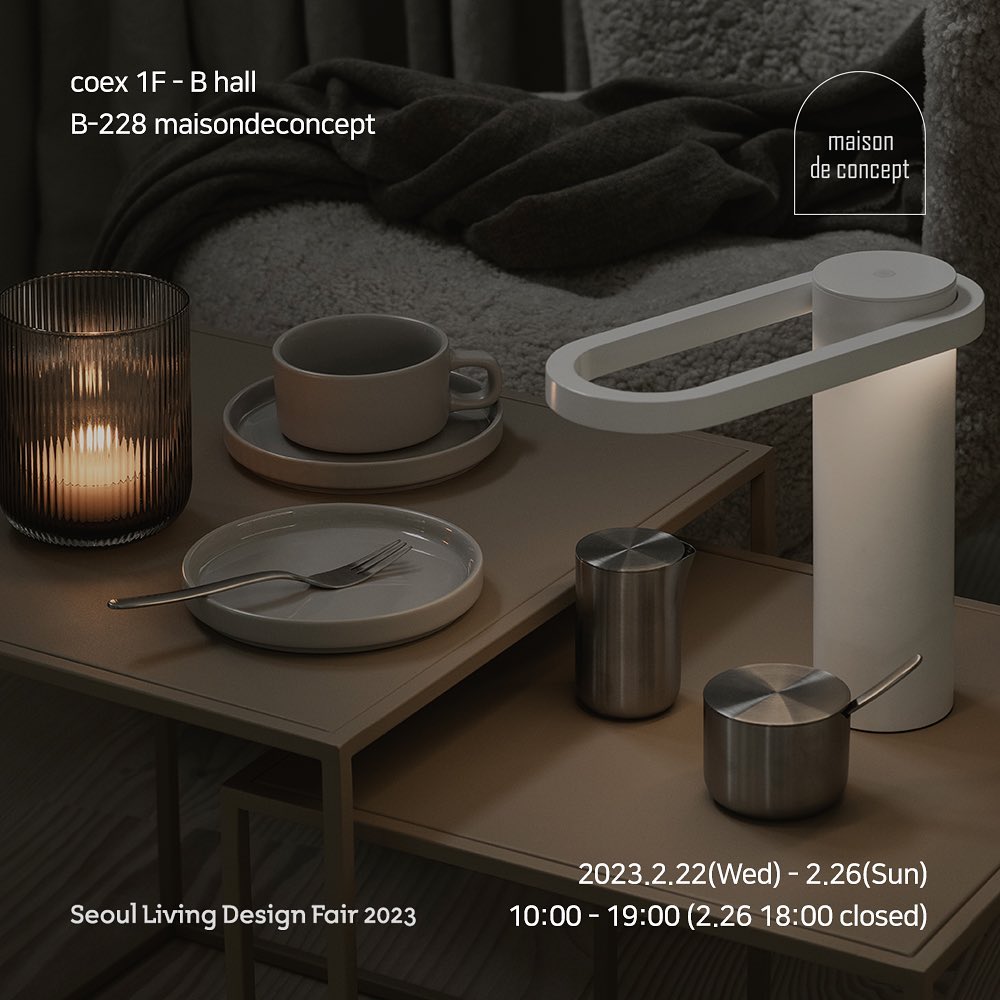 coex 1F - B hall
B-228 maisondeconcept
maison
de concept
2023.2.22(Wed) - 2.26(Sun)
10:00 - 19:00 (2.26 18:00 closed)
Seoul Living Design Fair 2023